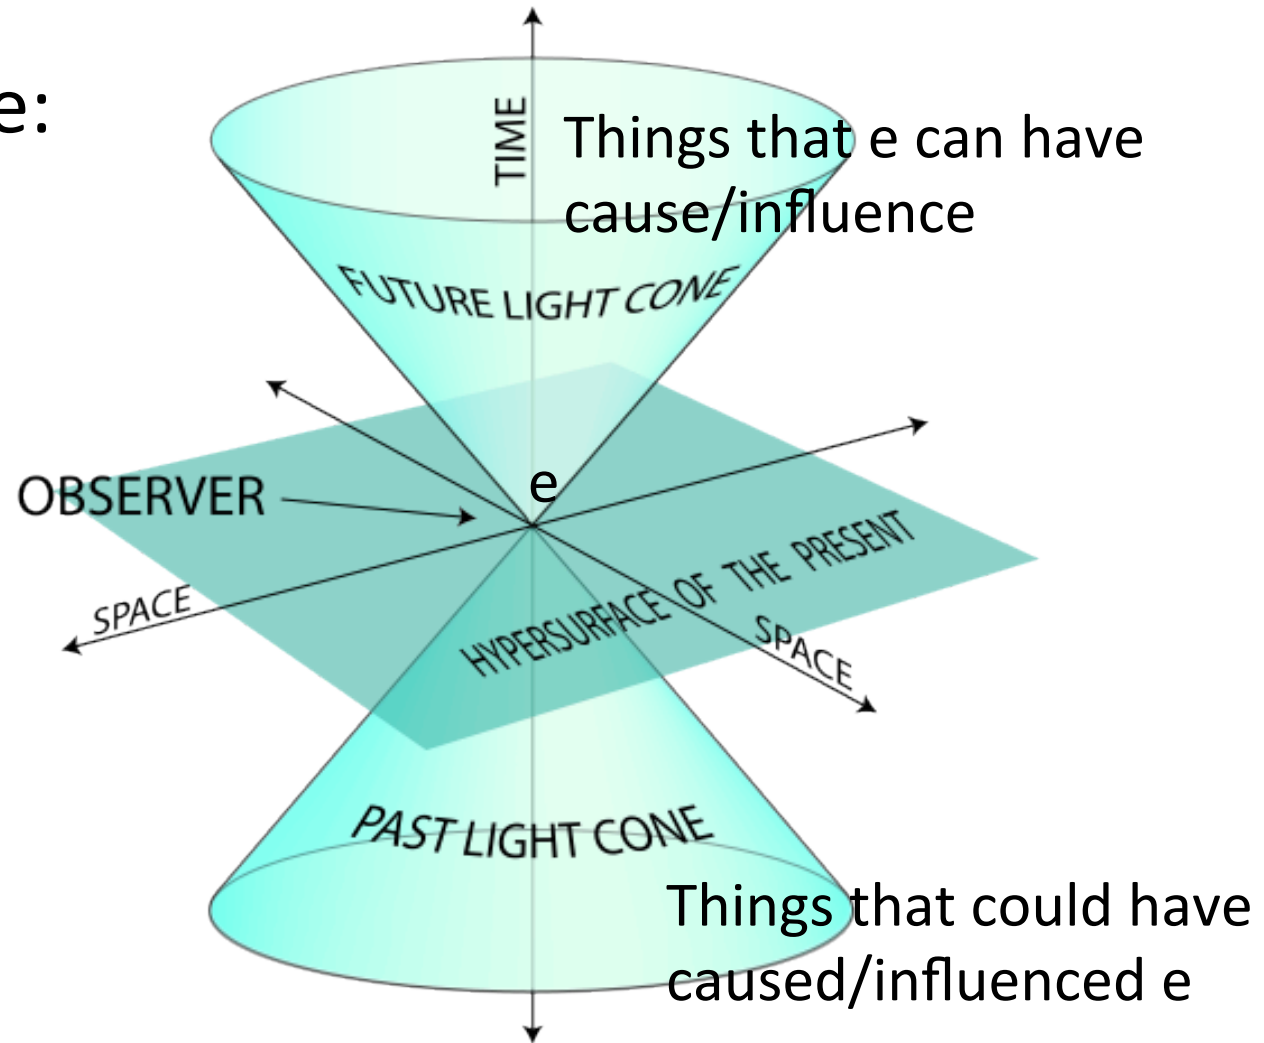 e:
TIME
Things that e can have
cause/influence
FUTURE LIGHT CONE
e
OBSERVER
HYPERSURFACE OF THE PRESENT
SPACE
SPACE
PAST LIGHT CONE
Things that could have
caused/influenced e